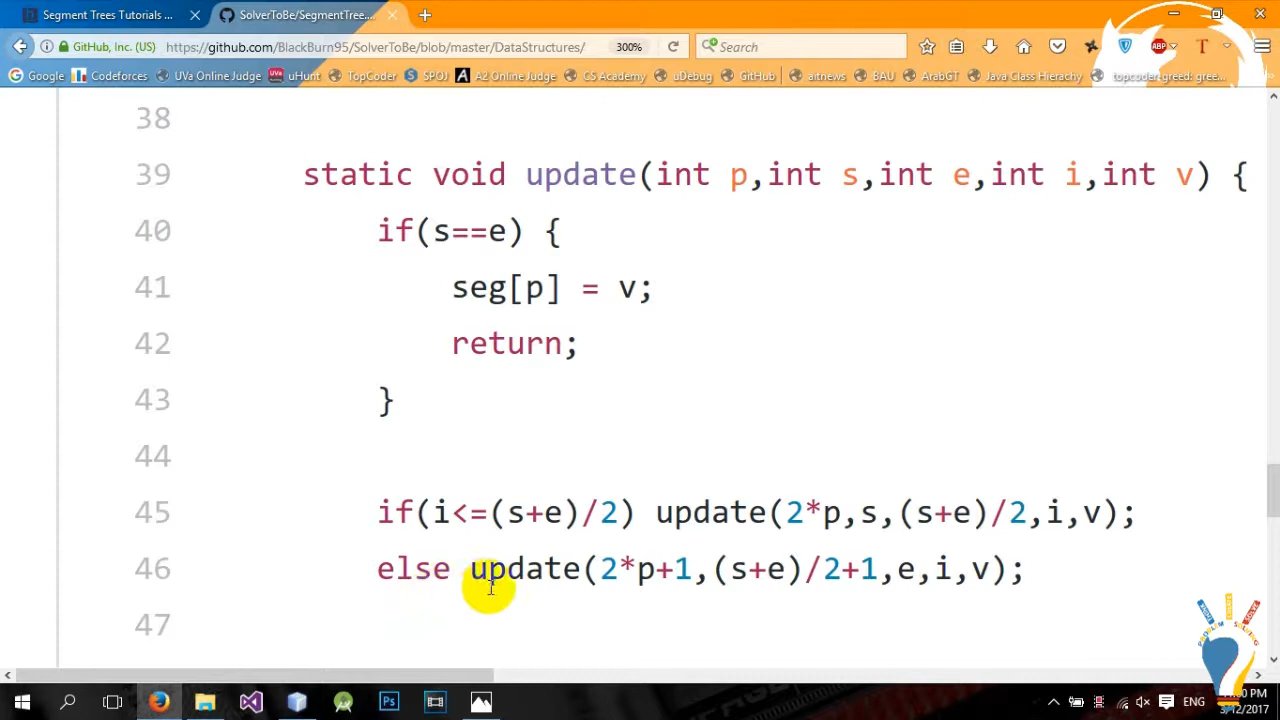 Segment Trees Tutorials ...
SolverToBe/SegmentTree....
GitHub, Inc. (US)
https://github.com/BlackBurn95/SolverToBe/blob/master/DataStructures/
300%
Search
Google
Codeforces
UVa Online Judge
uHunt
TopCoder
SPOJ
A2 Online Judge
CS Academy
uDebug
GitHub
aitnews
BAU
ArabGT
Java Class Hierachy
topcoder-greed: gree...
38
39 static void update(int p,int s,int e,int i,int v) {
40 if(s==e) {
41 seg[p] = v;
42 return;
43 }
44
45 if(i<=(s+e)/2) update(2*p,s,(s+e)/2,i,v);
46 else update(2*p+1,(s+e)/2+1,e,i,v);
47
ENG
3/12/2017